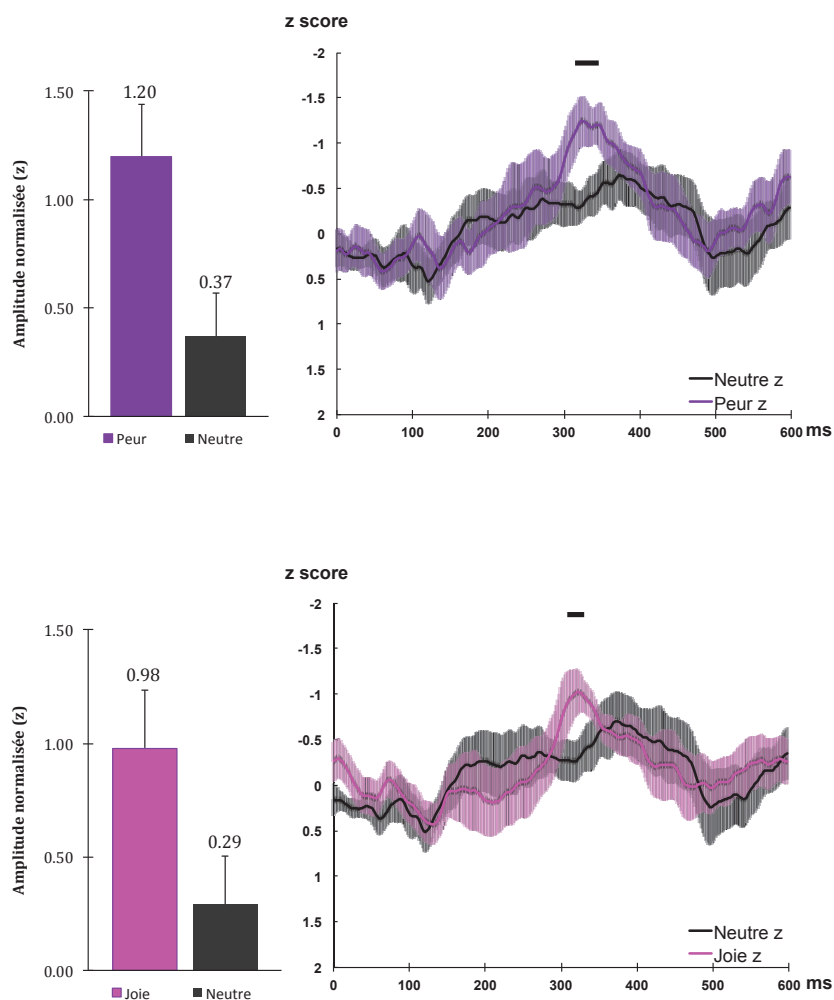 z score
-2
-1.5
-1
-0.5
0
0.5
1
1.5
2
0 100 200 300 400 500 600 ms
Neutre z
Peur z
Amplitude normalisée (z)
1.50
1.00
0.50
0.00
1.20
0.37
Peur Neutre
z score
-2
-1.5
-1
-0.5
0
0.5
1
1.5
2
0 100 200 300 400 500 600 ms
Neutre z
Joie z
Amplitude normalisée (z)
1.50
1.00
0.50
0.00
0.98
0.29
Joie Neutre